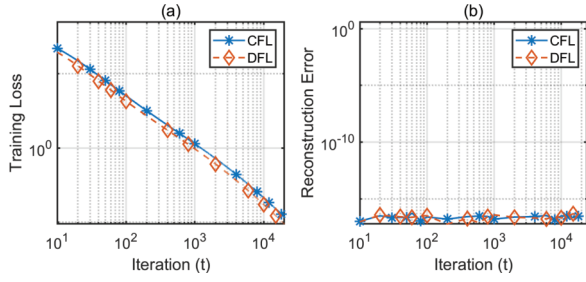 (a)
CFL
DFL
Training Loss
10^0
10^1
10^2
10^3
10^4
Iteration (t)
(b)
CFL
DFL
Reconstruction Error
10^0
10^-10
10^1
10^2
10^3
10^4
Iteration (t)